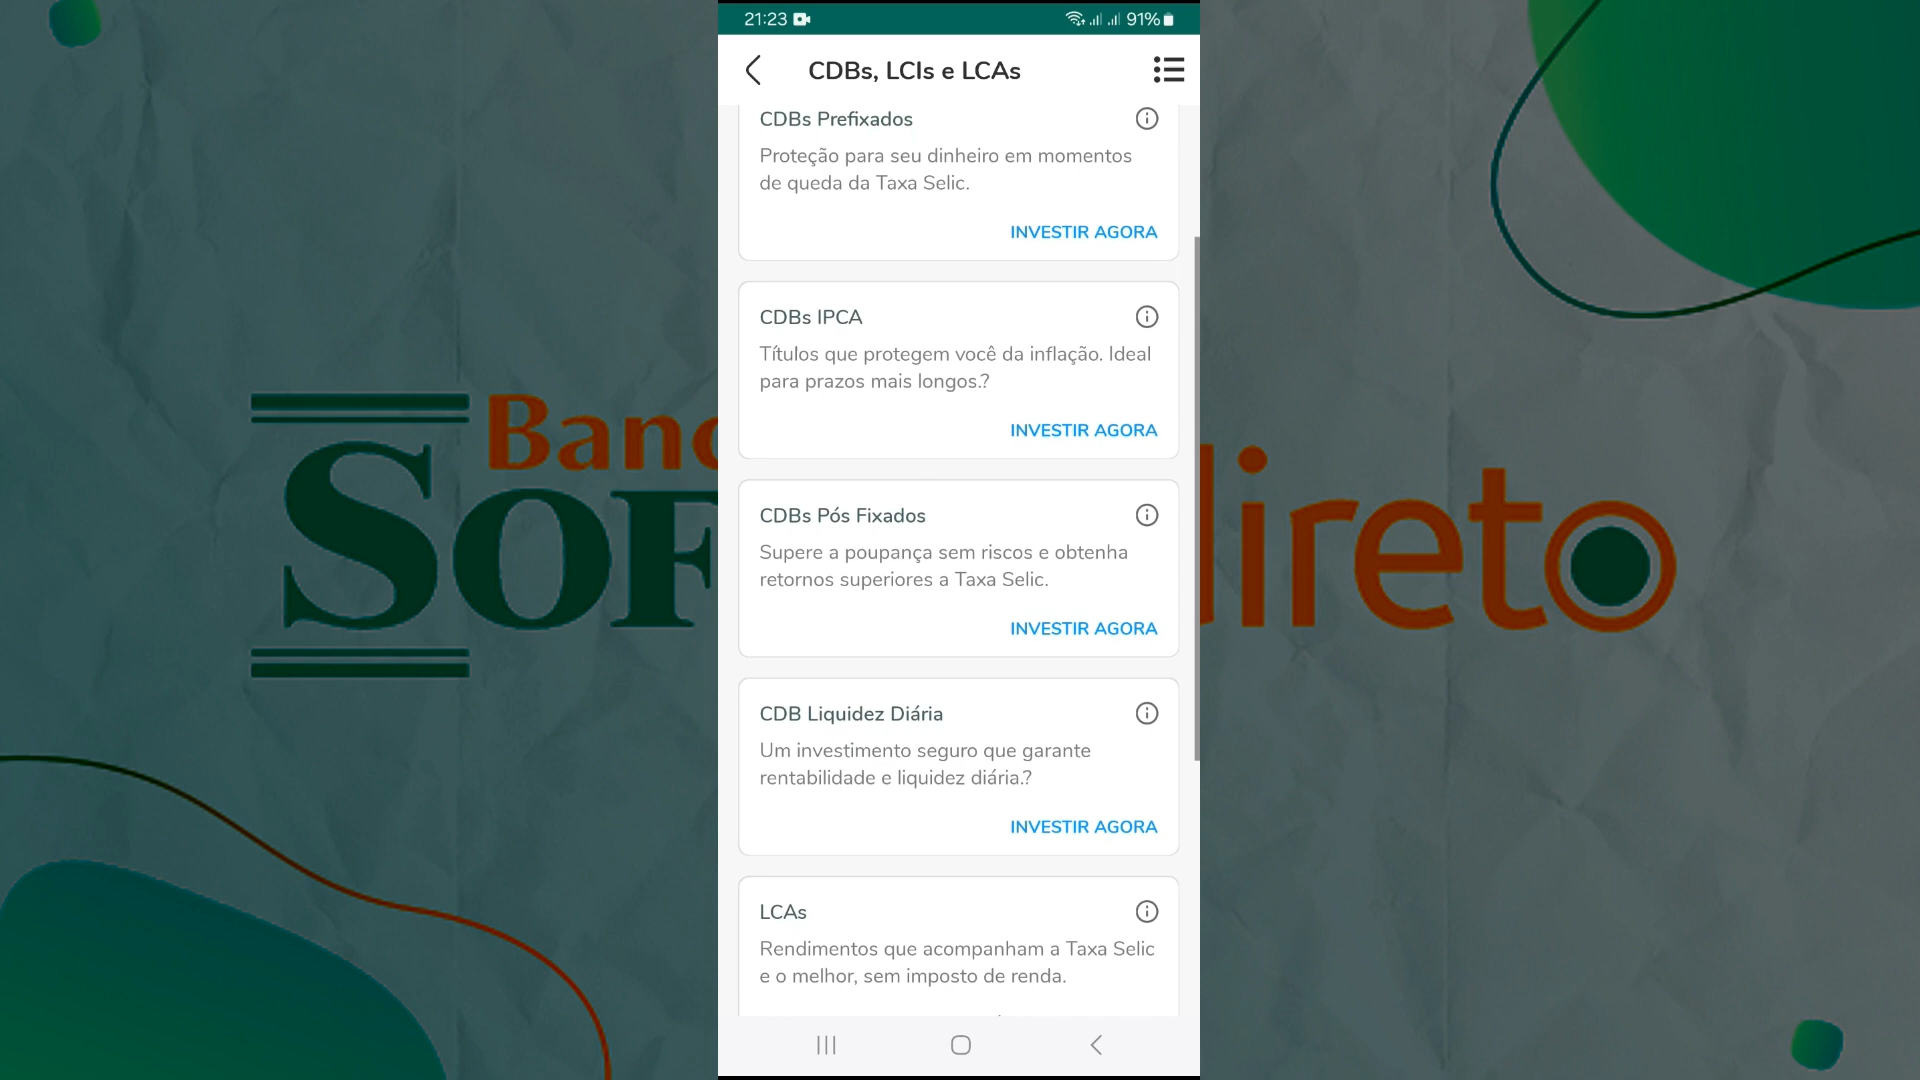 21:23
91%
CDBs, LCIs e LCAs
CDBs Prefixados
Proteção para seu dinheiro em momentos
de queda da Taxa Selic.
INVESTIR AGORA
CDBs IPCA
Títulos que protegem você da inflação. Ideal
para prazos mais longos.?
INVESTIR AGORA
CDBs Pós Fixados
Supere a poupança sem riscos e obtenha
retornos superiores a Taxa Selic.
INVESTIR AGORA
CDB Liquidez Diária
Um investimento seguro que garante
rentabilidade e liquidez diária.?
INVESTIR AGORA
LCAs
Rendimentos que acompanham a Taxa Selic
e o melhor, sem imposto de renda.
Banc
SOF
direto